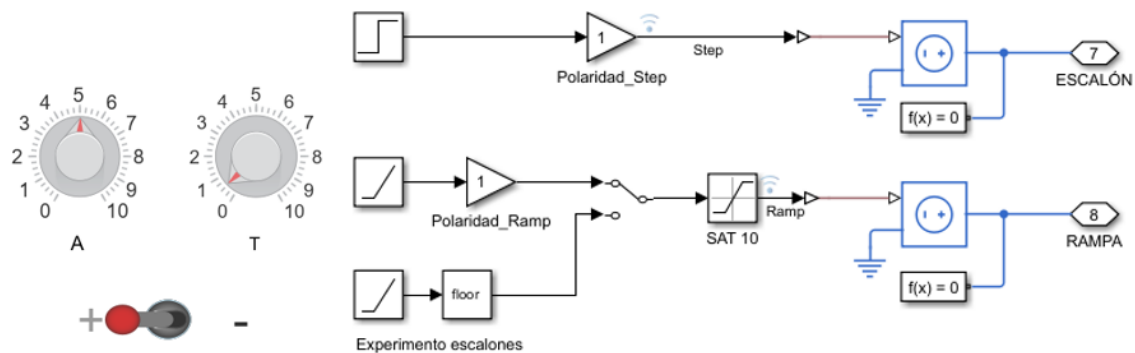 0 1 2 3 4 5 6 7 8 9 10
A
0 1 2 3 4 5 6 7 8 9 10
T
+ -
1
Polaridad_Step
Step
7
ESCALÓN
f(x) = 0
1
Polaridad_Ramp
SAT 10
Ramp
8
RAMPA
f(x) = 0
floor
Experimento escalones